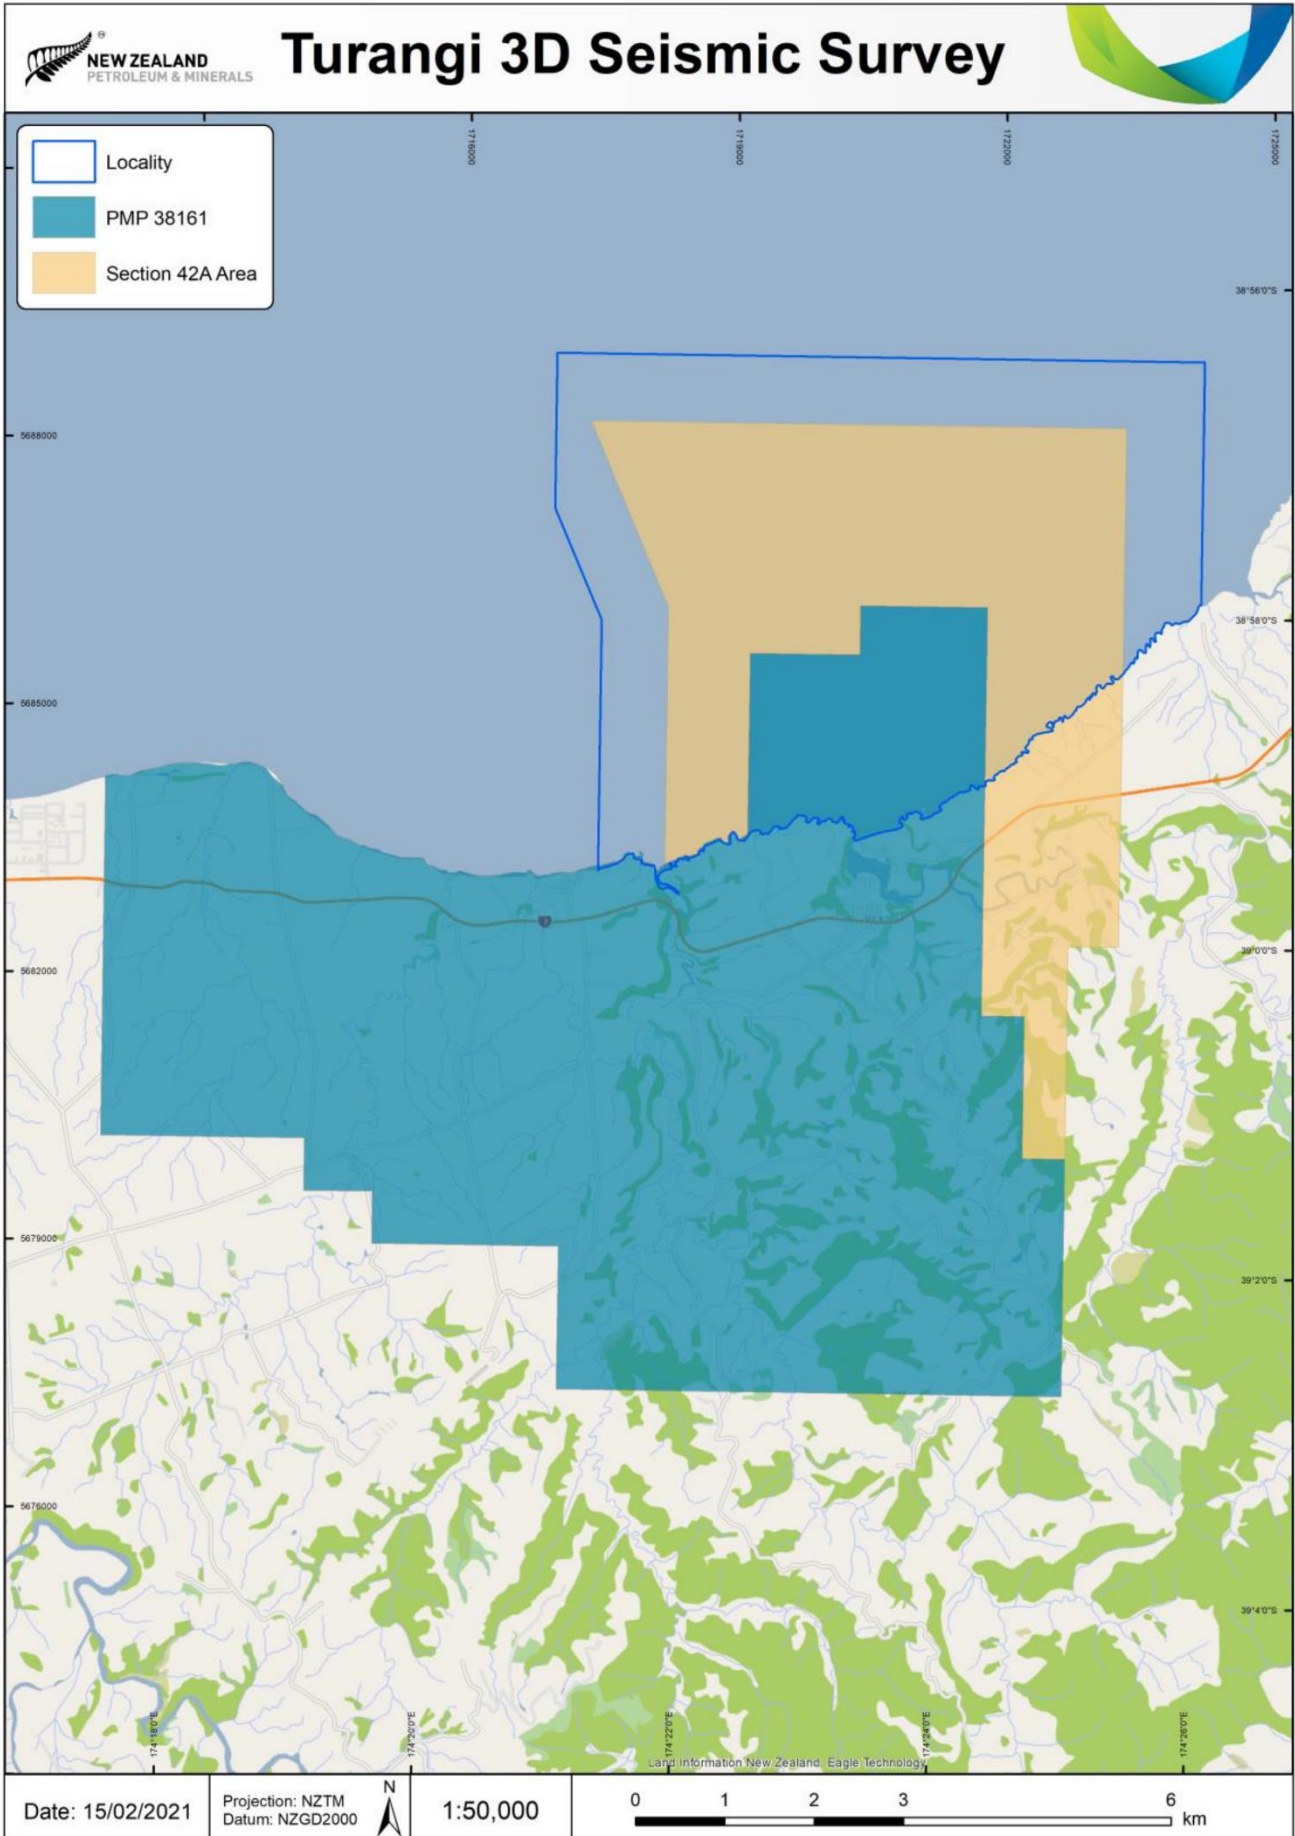 NEW ZEALAND
PETROLEUM & MINERALS
Turangi 3D Seismic Survey
Locality
PMP 38161
Section 42A Area
1716000
1719000
1722000
1725000
38°56'0"S
5688000
38°58'0"S
5685000
39°0'0"S
5682000
5679000
39°2'0"S
5676000
39°4'0"S
174°18'0"E
174°20'0"E
174°22'0"E
174°24'0"E
174°26'0"E
Land Information New Zealand, Eagle Technology
Date: 15/02/2021
Projection: NZTM
Datum: NZGD2000
N
1:50,000
0 1 2 3 6
km